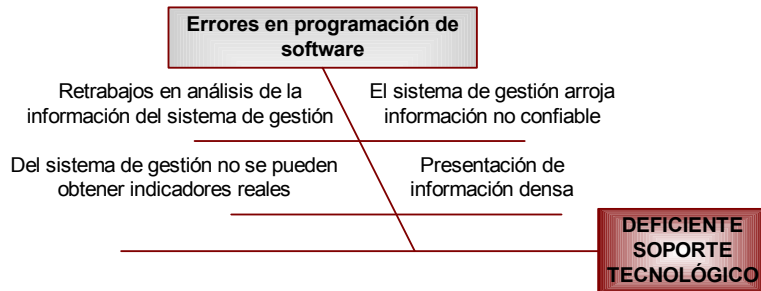 Errores en programación de
software
Retrabajos en análisis de la
información del sistema de gestión
El sistema de gestión arroja
información no confiable
Del sistema de gestión no se pueden
obtener indicadores reales
Presentación de
información densa
DEFICIENTE
SOPORTE
TECNOLÓGICO